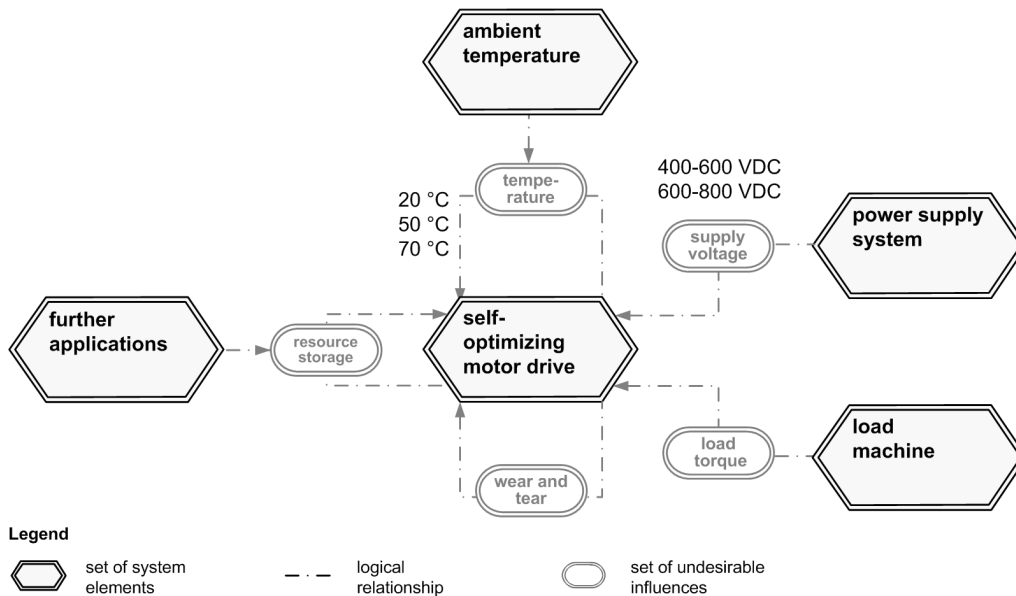 ambient
temperature
tempe-
rature
20 °C
50 °C
70 °C
400-600 VDC
600-800 VDC
supply
voltage
power supply
system
further
applications
resource
storage
self-
optimizing
motor drive
load
torque
load
machine
wear and
tear
Legend
set of system
elements
logical
relationship
set of undesirable
influences